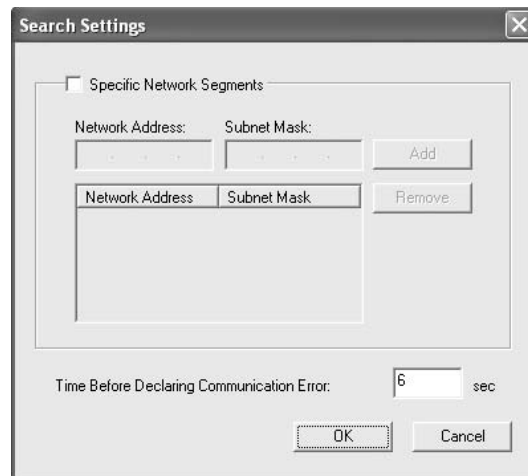 Search Settings
Specific Network Segments
Network Address: Subnet Mask:
Add
Network Address Subnet Mask
Remove
Time Before Declaring Communication Error: 6 sec
OK Cancel